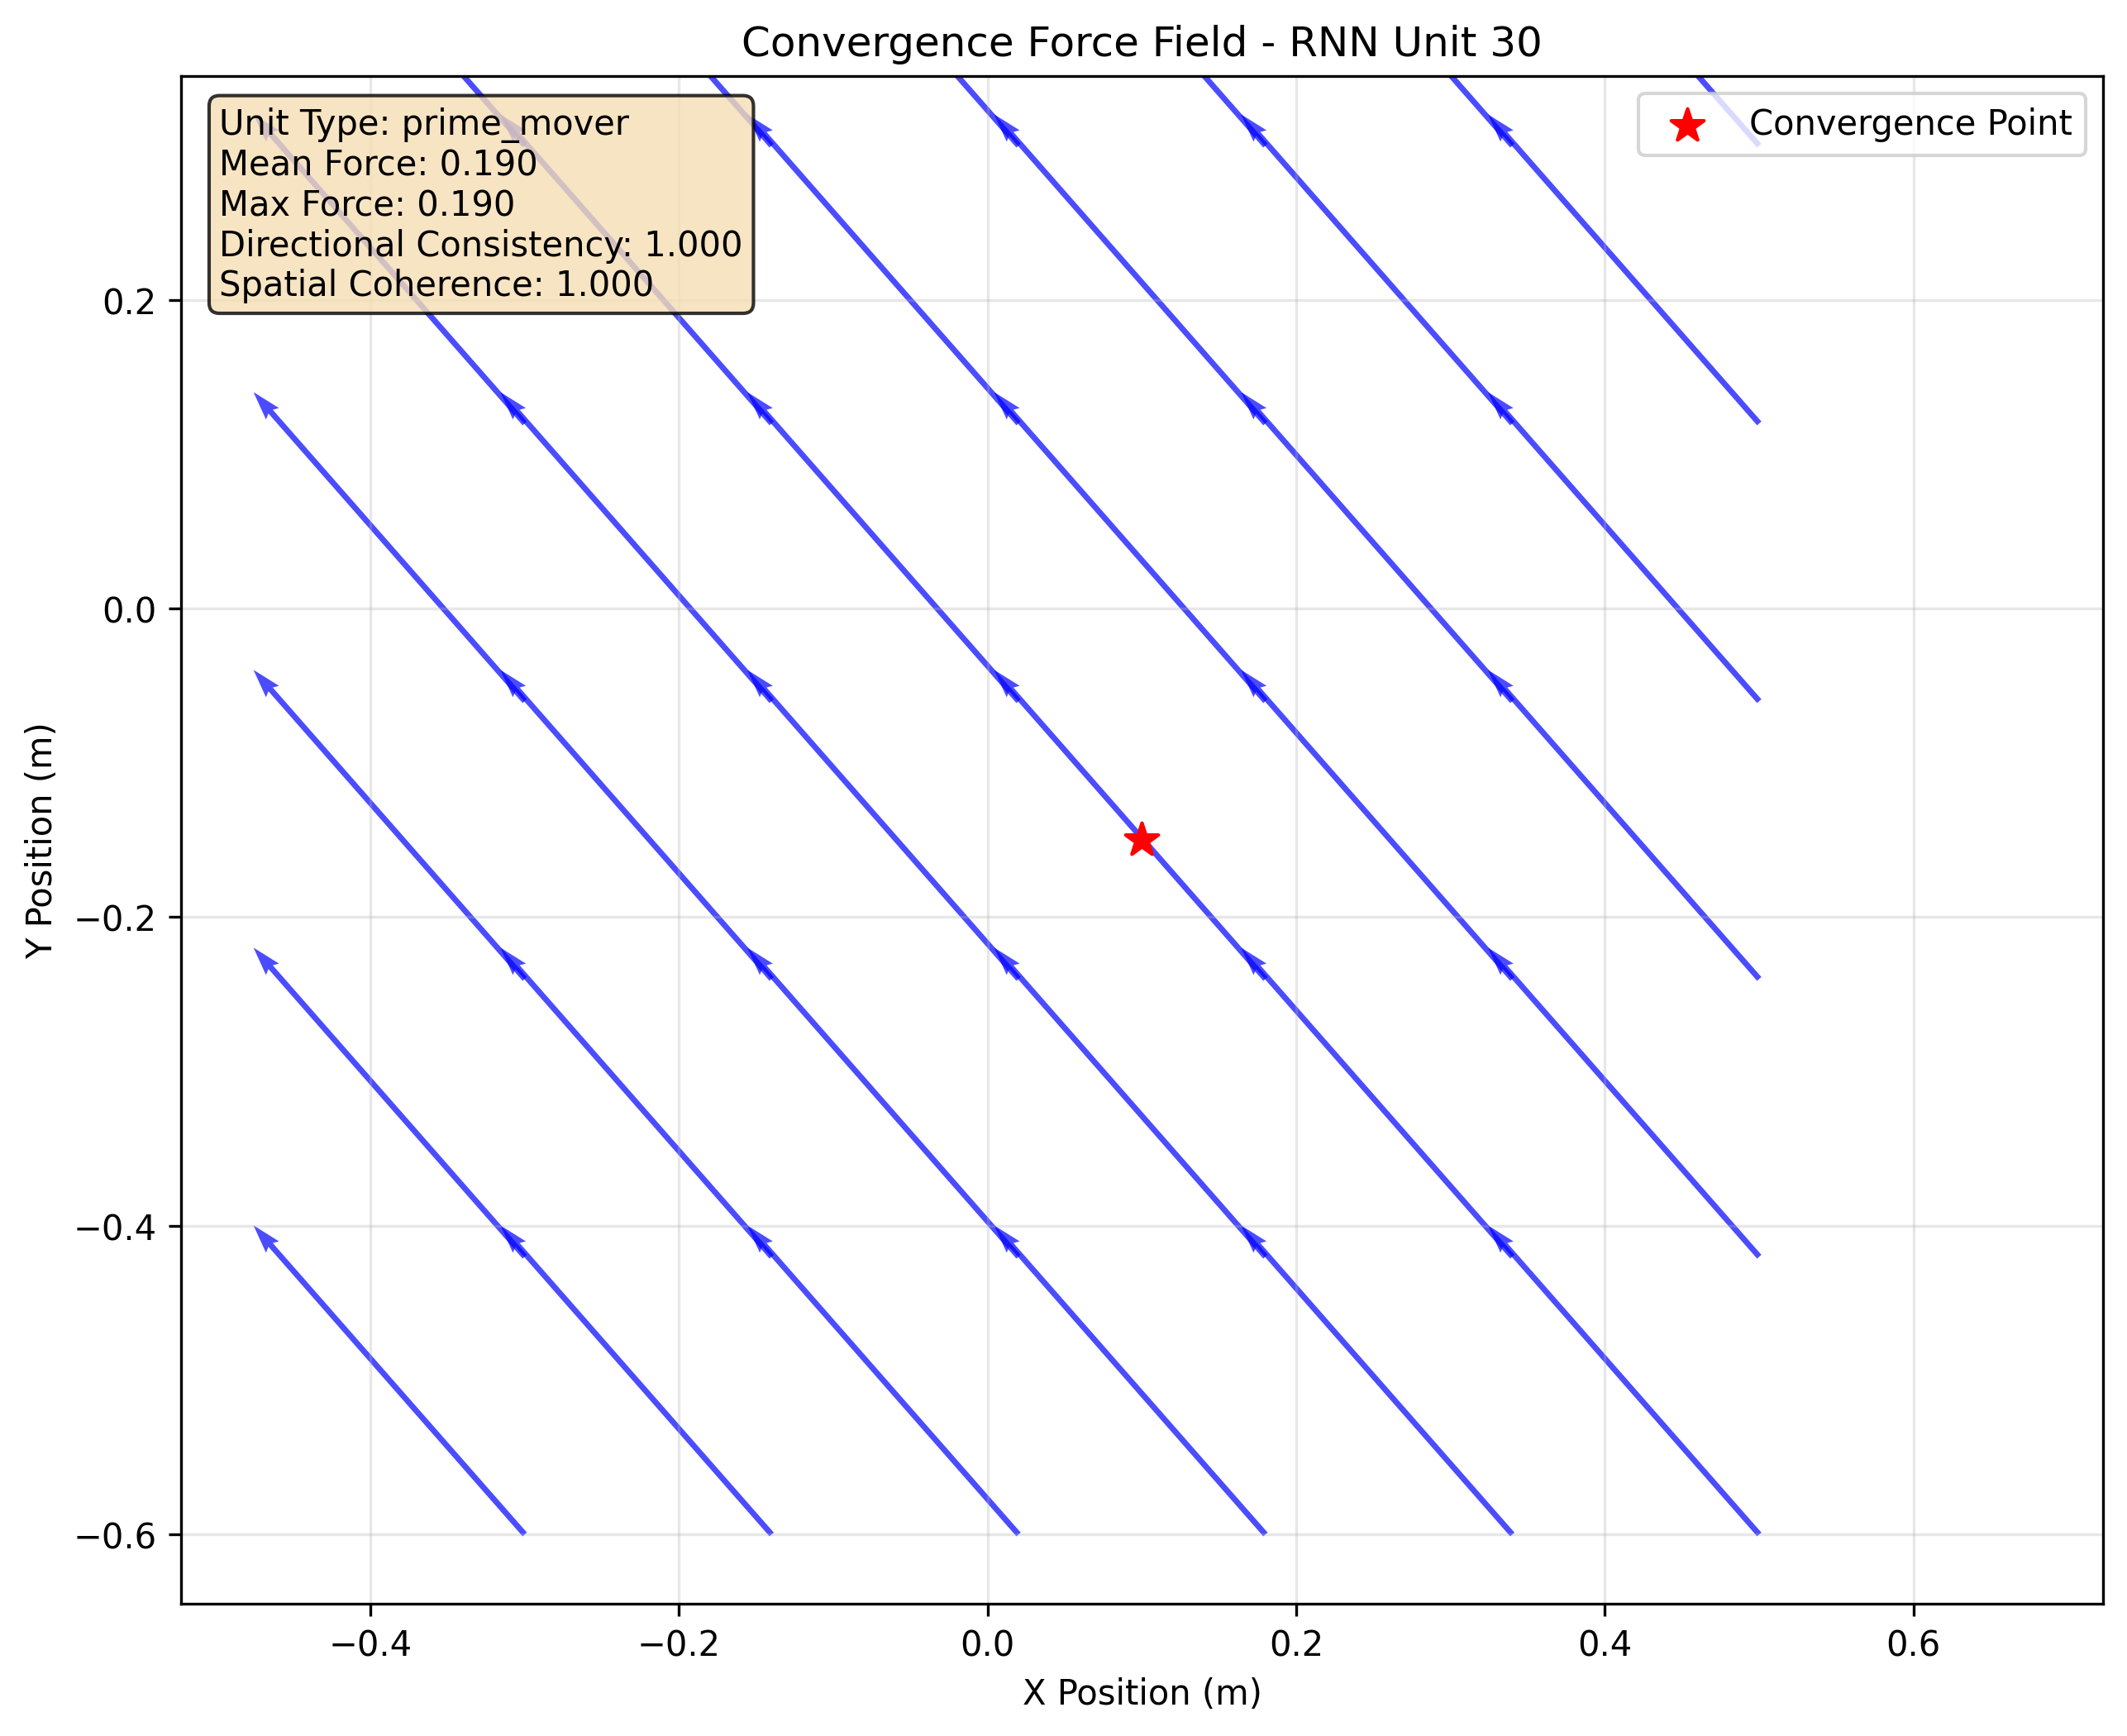 Convergence Force Field - RNN Unit 30
Unit Type: prime_mover
Mean Force: 0.190
Max Force: 0.190
Directional Consistency: 1.000
Spatial Coherence: 1.000
Convergence Point
0.2
0.0
−0.2
−0.4
−0.6
Y Position (m)
−0.4
−0.2
0.0
0.2
0.4
0.6
X Position (m)